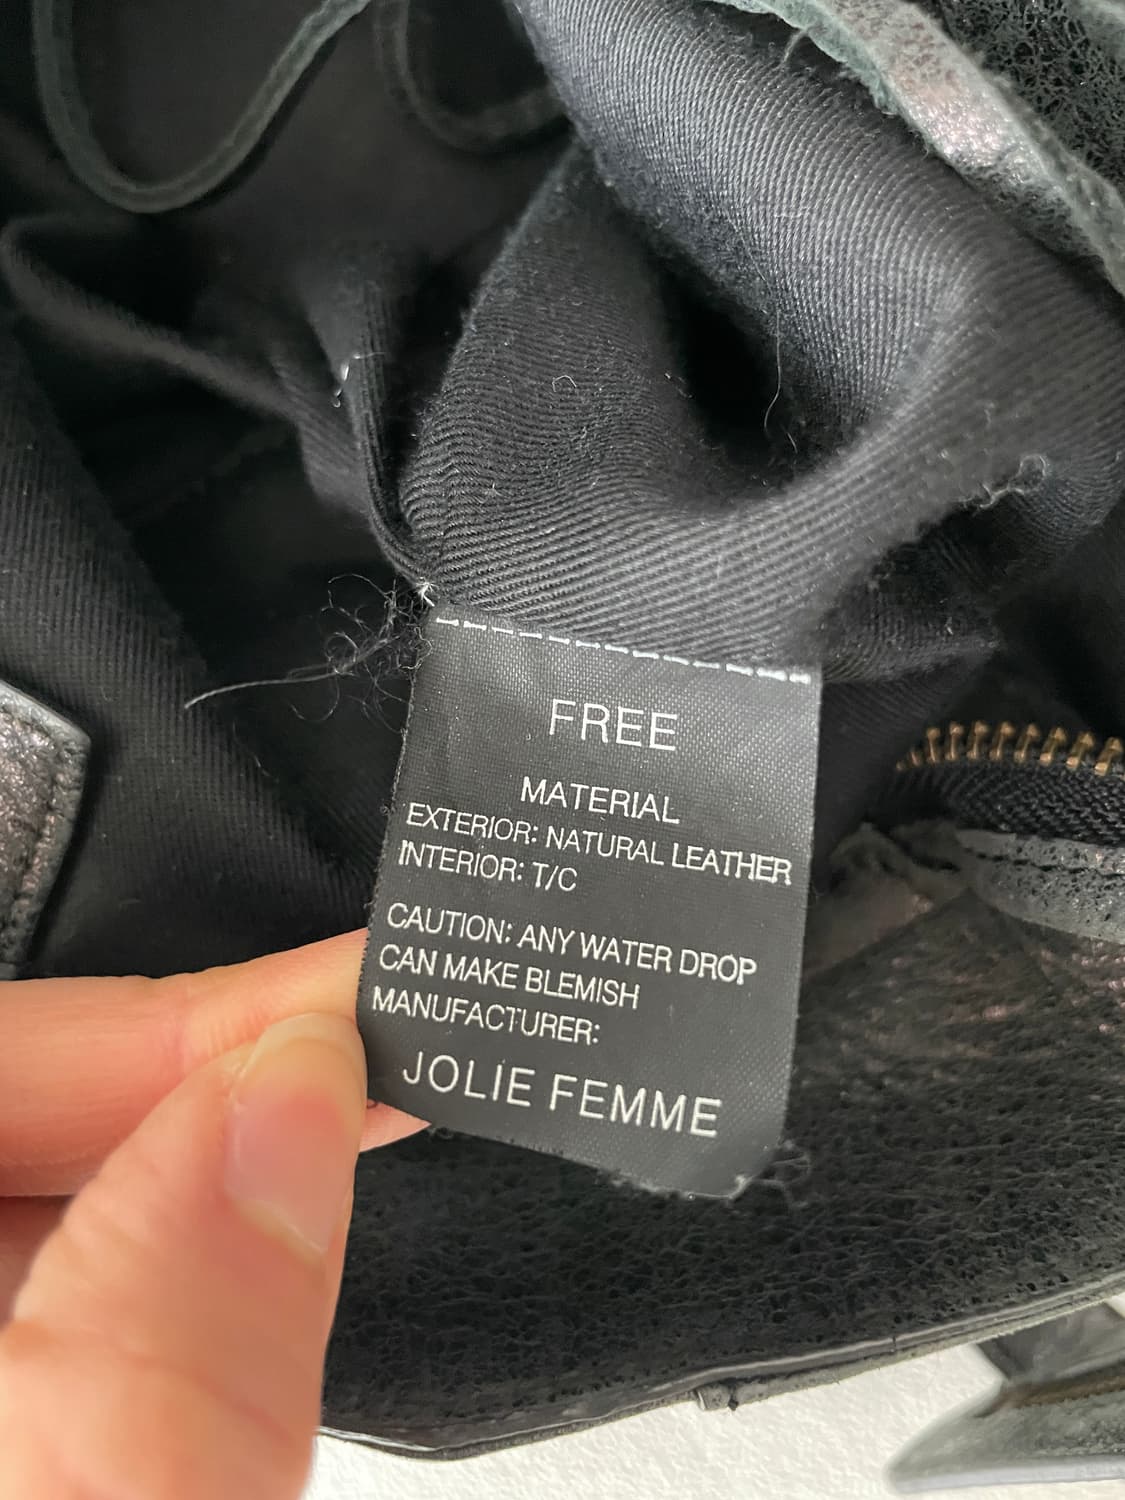 FREE
MATERIAL
EXTERIOR: NATURAL LEATHER
INTERIOR: T/C
CAUTION: ANY WATER DROP
CAN MAKE BLEMISH
MANUFACTURER:
JOLIE FEMME